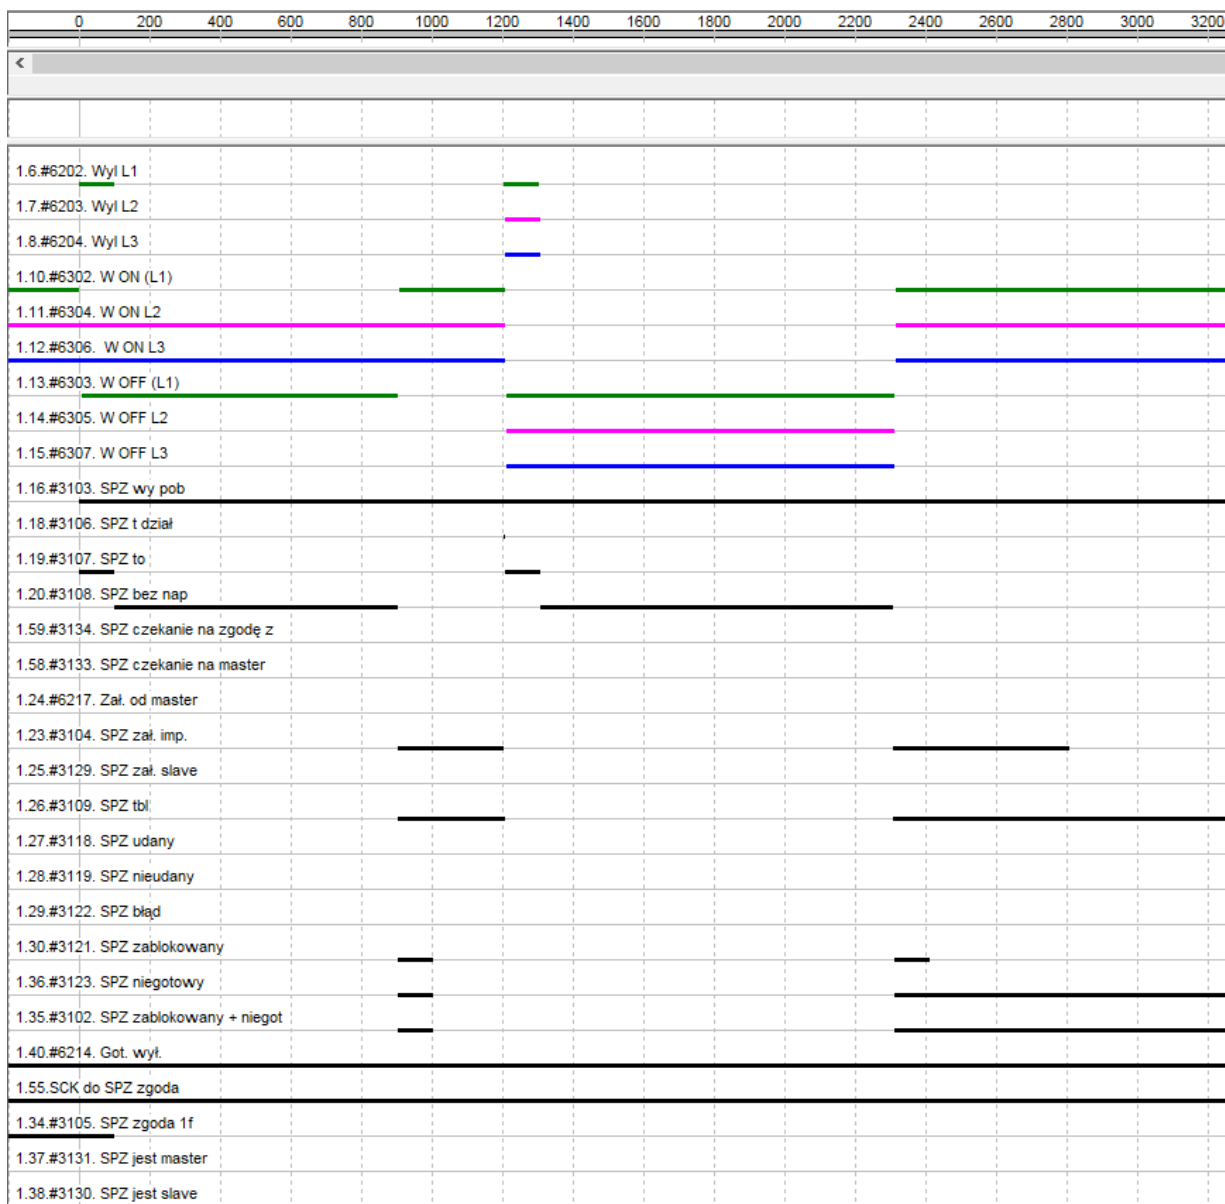 0 200 400 600 800 1000 1200 1400 1600 1800 2000 2200 2400 2600 2800 3000 3200
<
1.6.#6202. Wyl L1
1.7.#6203. Wyl L2
1.8.#6204. Wyl L3
1.10.#6302. W ON (L1)
1.11.#6304. W ON L2
1.12.#6306. W ON L3
1.13.#6303. W OFF (L1)
1.14.#6305. W OFF L2
1.15.#6307. W OFF L3
1.16.#3103. SPZ wy pob
1.18.#3106. SPZ t dział
1.19.#3107. SPZ to
1.20.#3108. SPZ bez nap
1.59.#3134. SPZ czekanie na zgodę z
1.58.#3133. SPZ czekanie na master
1.24.#6217. Zał. od master
1.23.#3104. SPZ zał. imp.
1.25.#3129. SPZ zał. slave
1.26.#3109. SPZ tbl
1.27.#3118. SPZ udany
1.28.#3119. SPZ nieudany
1.29.#3122. SPZ błąd
1.30.#3121. SPZ zablokowany
1.36.#3123. SPZ niegotowy
1.35.#3102. SPZ zablokowany + niegot
1.40.#6214. Got. wył.
1.55.SCK do SPZ zgoda
1.34.#3105. SPZ zgoda 1f
1.37.#3131. SPZ jest master
1.38.#3130. SPZ jest slave